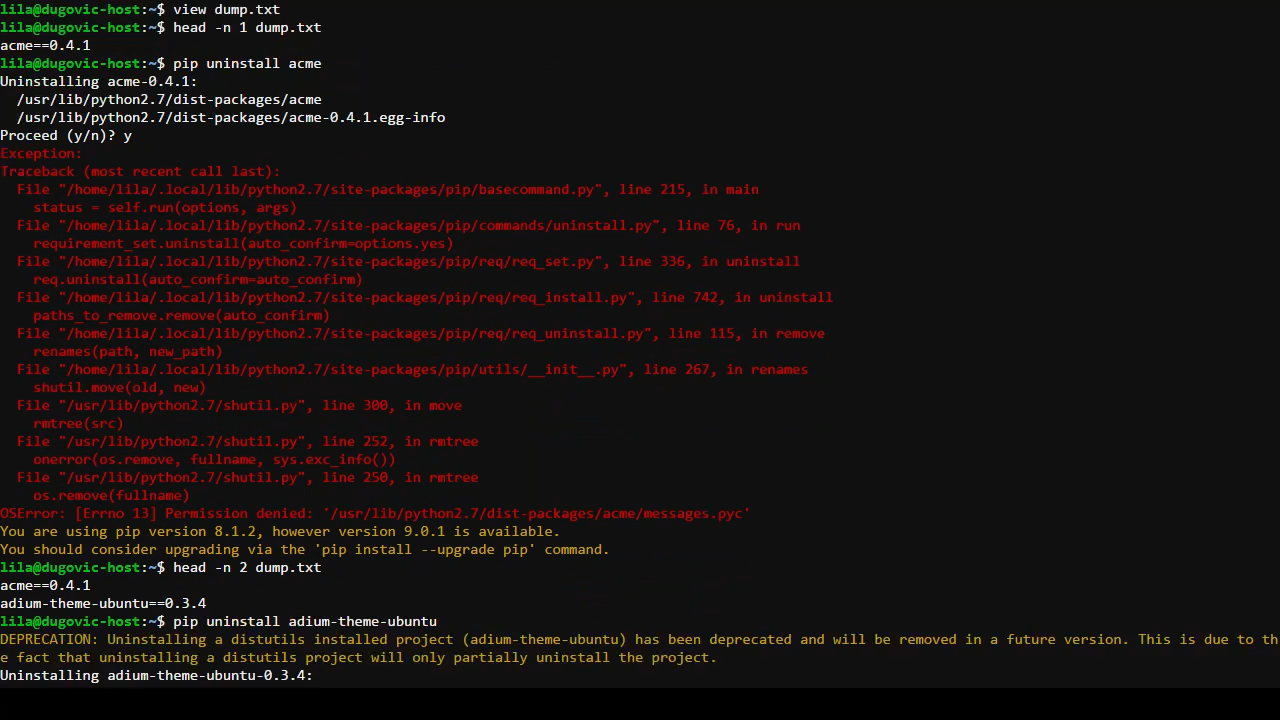 lila@dugovic-host:~$ view dump.txt
lila@dugovic-host:~$ head -n 1 dump.txt
acme==0.4.1
lila@dugovic-host:~$ pip uninstall acme
Uninstalling acme-0.4.1:
  /usr/lib/python2.7/dist-packages/acme
  /usr/lib/python2.7/dist-packages/acme-0.4.1.egg-info
Proceed (y/n)? y
Exception:
Traceback (most recent call last):
  File "/home/lila/.local/lib/python2.7/site-packages/pip/basecommand.py", line 215, in main
    status = self.run(options, args)
  File "/home/lila/.local/lib/python2.7/site-packages/pip/commands/uninstall.py", line 76, in run
    requirement_set.uninstall(auto_confirm=options.yes)
  File "/home/lila/.local/lib/python2.7/site-packages/pip/req/req_set.py", line 336, in uninstall
    req.uninstall(auto_confirm=auto_confirm)
  File "/home/lila/.local/lib/python2.7/site-packages/pip/req/req_install.py", line 742, in uninstall
    paths_to_remove.remove(auto_confirm)
  File "/home/lila/.local/lib/python2.7/site-packages/pip/req/req_uninstall.py", line 115, in remove
    renames(path, new_path)
  File "/home/lila/.local/lib/python2.7/site-packages/pip/utils/__init__.py", line 267, in renames
    shutil.move(old, new)
  File "/usr/lib/python2.7/shutil.py", line 300, in move
    rmtree(src)
  File "/usr/lib/python2.7/shutil.py", line 252, in rmtree
    onerror(os.remove, fullname, sys.exc_info())
  File "/usr/lib/python2.7/shutil.py", line 250, in rmtree
    os.remove(fullname)
OSError: [Errno 13] Permission denied: '/usr/lib/python2.7/dist-packages/acme/messages.pyc'
You are using pip version 8.1.2, however version 9.0.1 is available.
You should consider upgrading via the 'pip install --upgrade pip' command.
lila@dugovic-host:~$ head -n 2 dump.txt
acme==0.4.1
adium-theme-ubuntu==0.3.4
lila@dugovic-host:~$ pip uninstall adium-theme-ubuntu
DEPRECATION: Uninstalling a distutils installed project (adium-theme-ubuntu) has been deprecated and will be removed in a future version. This is due to th
e fact that uninstalling a distutils project will only partially uninstall the project.
Uninstalling adium-theme-ubuntu-0.3.4: